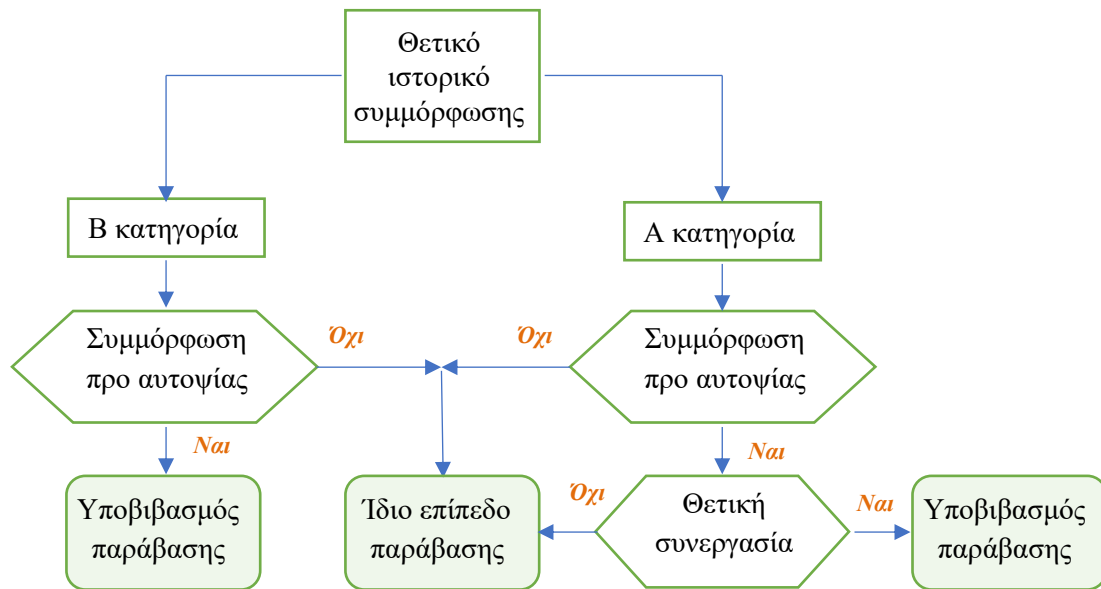 Θετικό
ιστορικό
συμμόρφωσης
Β κατηγορία
Α κατηγορία
Συμμόρφωση
προ αυτοψίας
Όχι
Όχι
Συμμόρφωση
προ αυτοψίας
Ναι
Ναι
Υποβιβασμός
παράβασης
Ίδιο επίπεδο
παράβασης
Όχι
Θετική
συνεργασία
Ναι
Υποβιβασμός
παράβασης